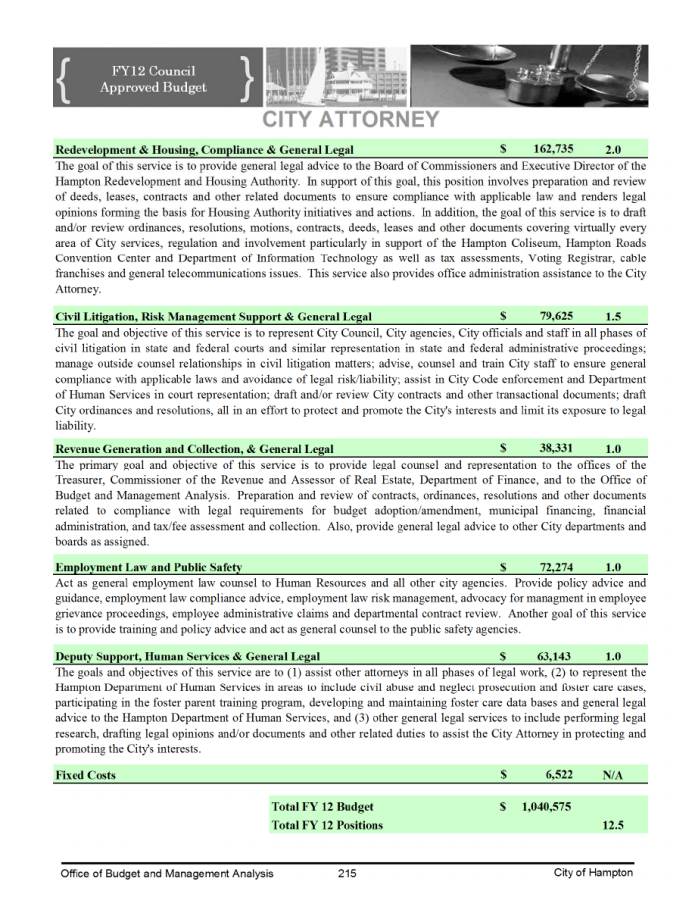 FY12 Council
Approved Budget
CITY ATTORNEY
Redevelopment & Housing, Compliance & General Legal $ 162,735 2.0
The goal of this service is to provide general legal advice to the Board of Commissioners and Executive Director of the
Hampton Redevelopment and Housing Authority. In support of this goal, this position involves preparation and review
of deeds, leases, contracts and other related documents to ensure compliance with applicable law and renders legal
opinions forming the basis for Housing Authority initiatives and actions. In addition, the goal of this service is to draft
and/or review ordinances, resolutions, motions, contracts, deeds, leases and other documents covering virtually every
area of City services, regulation and involvement particularly in support of the Hampton Coliseum, Hampton Roads
Convention Center and Department of Information Technology as well as tax assessments, Voting Registrar, cable
franchises and general telecommunications issues. This service also provides office administration assistance to the City
Attorney.
Civil Litigation, Risk Management Support & General Legal $ 79,625 1.5
The goal and objective of this service is to represent City Council, City agencies, City officials and staff in all phases of
civil litigation in state and federal courts and similar representation in state and federal administrative proceedings;
manage outside counsel relationships in civil litigation matters; advise, counsel and train City staff to ensure general
compliance with applicable laws and avoidance of legal risk/liability; assist in City Code enforcement and Department
of Human Services in court representation; draft and/or review City contracts and other transactional documents; draft
City ordinances and resolutions, all in an effort to protect and promote the City's interests and limit its exposure to legal
liability.
Revenue Generation and Collection, & General Legal $ 38,331 1.0
The primary goal and objective of this service is to provide legal counsel and representation to the offices of the
Treasurer, Commissioner of the Revenue and Assessor of Real Estate, Department of Finance, and to the Office of
Budget and Management Analysis. Preparation and review of contracts, ordinances, resolutions and other documents
related to compliance with legal requirements for budget adoption/amendment, municipal financing, financial
administration, and tax/fee assessment and collection. Also, provide general legal advice to other City departments and
boards as assigned.
Employment Law and Public Safety $ 72,274 1.0
Act as general employment law counsel to Human Resources and all other city agencies. Provide policy advice and
guidance, employment law compliance advice, employment law risk management, advocacy for managment in employee
grievance proceedings, employee administrative claims and departmental contract review. Another goal of this service
is to provide training and policy advice and act as general counsel to the public safety agencies.
Deputy Support, Human Services & General Legal $ 63,143 1.0
The goals and objectives of this service are to (1) assist other attorneys in all phases of legal work, (2) to represent the
Hampton Department of Human Services in areas to include civil abuse and neglect prosecution and foster care cases,
participating in the foster parent training program, developing and maintaining foster care data bases and general legal
advice to the Hampton Department of Human Services, and (3) other general legal services to include performing legal
research, drafting legal opinions and/or documents and other related duties to assist the City Attorney in protecting and
promoting the City's interests.
Fixed Costs $ 6,522 N/A
Total FY 12 Budget $ 1,040,575
Total FY 12 Positions 12.5
Office of Budget and Management Analysis 215 City of Hampton